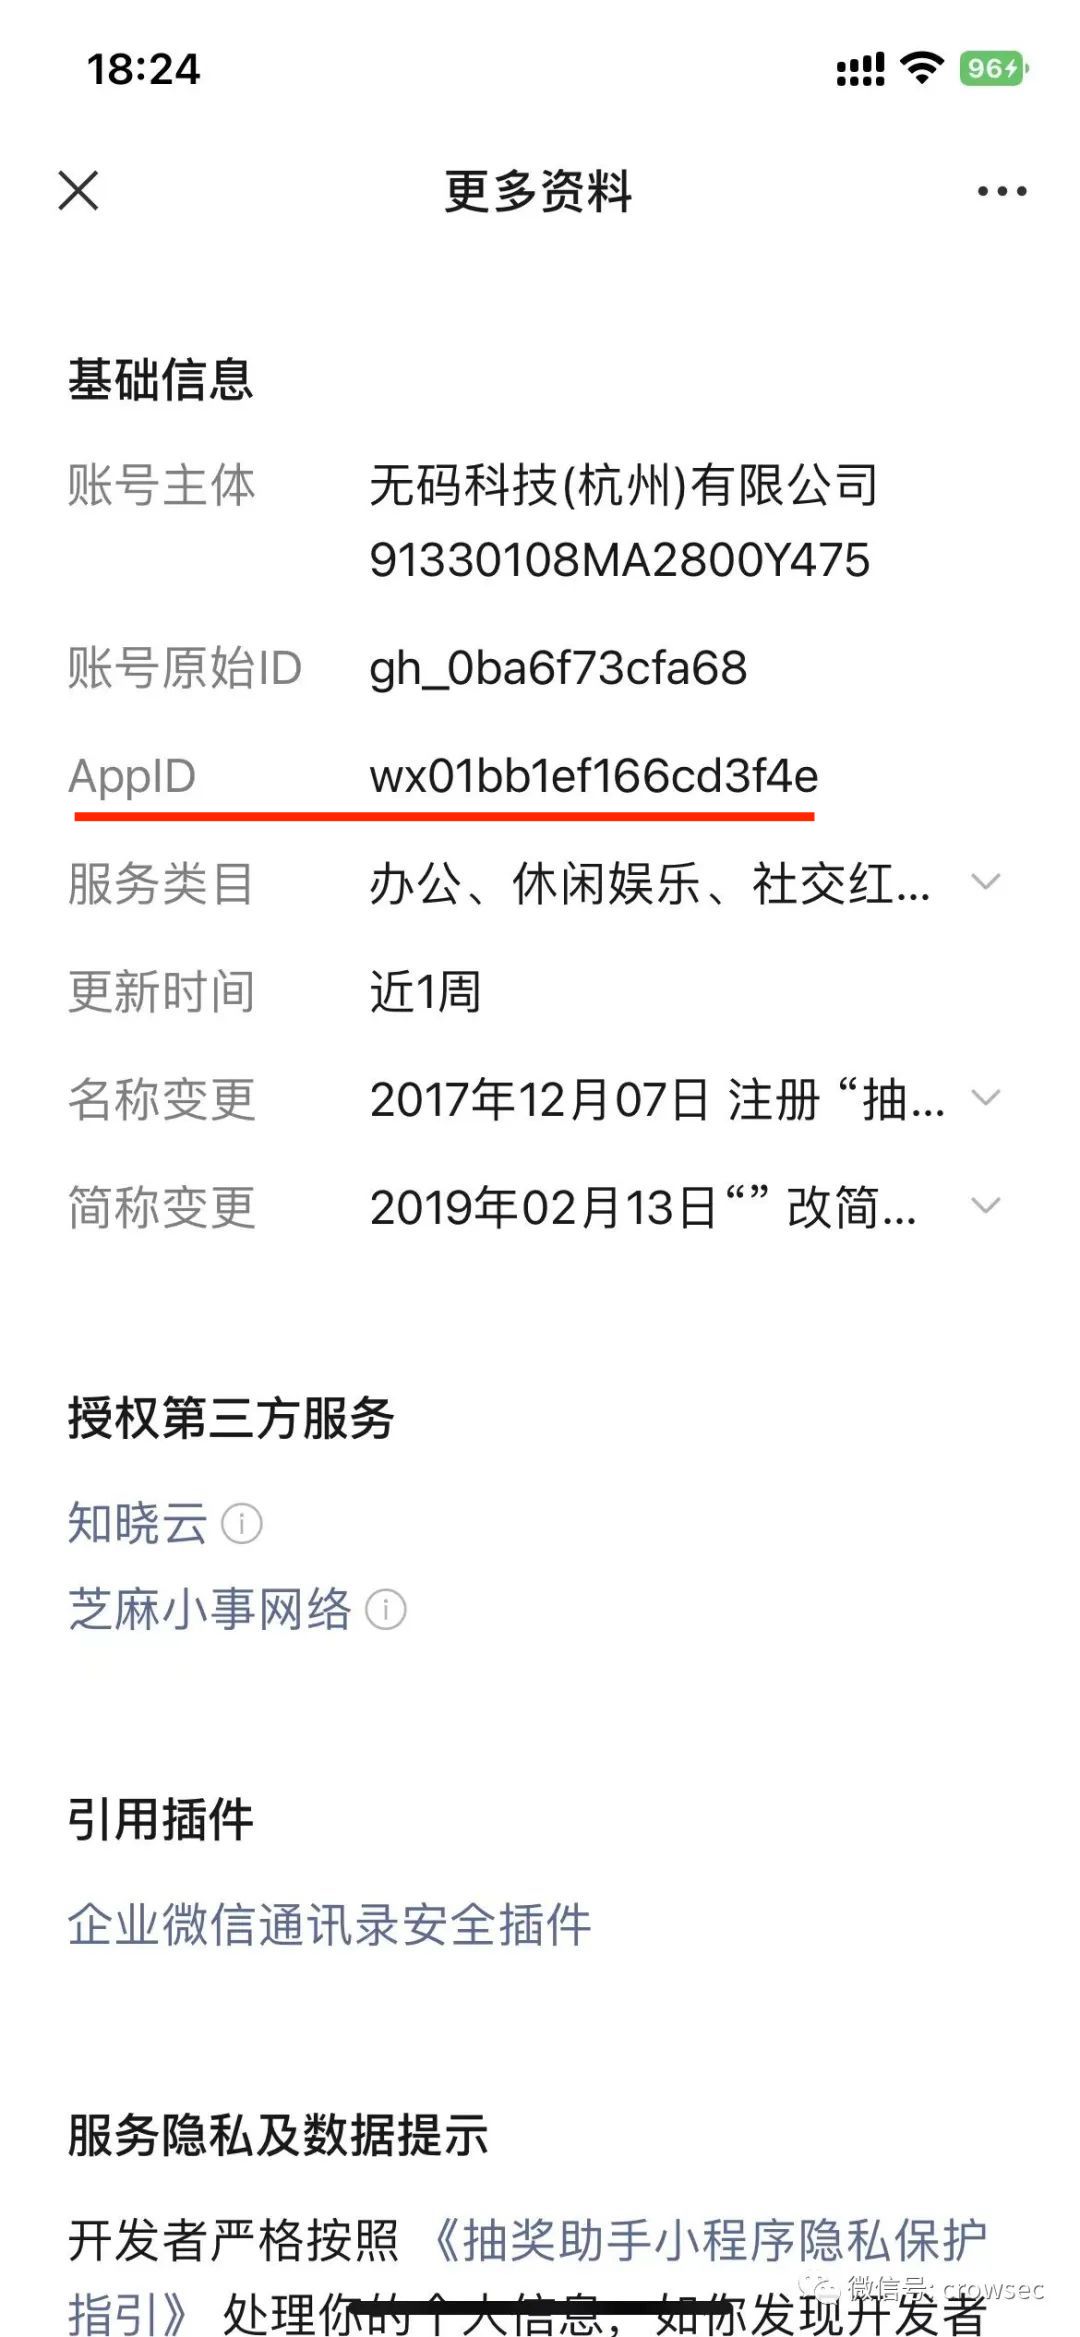 18:24
96
更多资料
基础信息
账号主体 无码科技(杭州)有限公司
91330108MA2800Y475
账号原始ID gh_0ba6f73cfa68
AppID wx01bb1ef166cd3f4e
服务类目 办公、休闲娱乐、社交红...
更新时间 近1周
名称变更 2017年12月07日 注册 “抽...
简称变更 2019年02月13日“” 改简...
授权第三方服务
知晓云
芝麻小事网络
引用插件
企业微信通讯录安全插件
服务隐私及数据提示
开发者严格按照 《抽奖助手小程序隐私保护
指引》 处理你的个人信息，如你发现开发者
微信号: crowsec